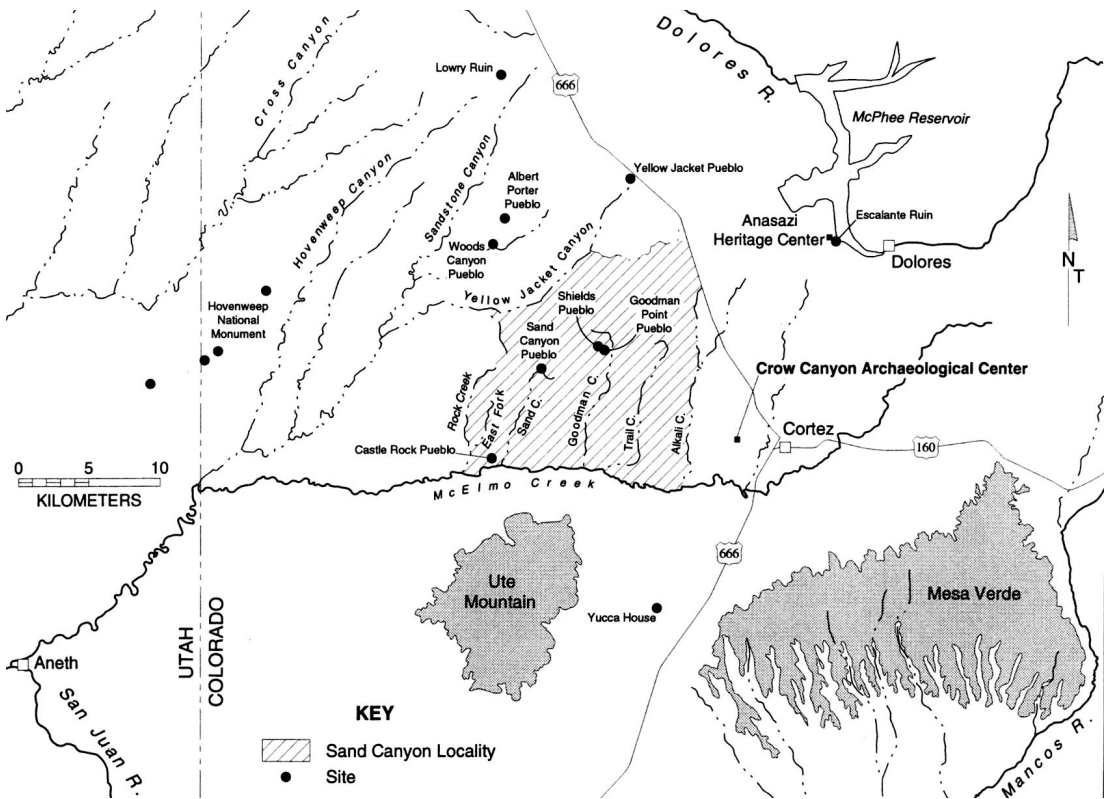 Cross Canyon
Lowry Ruin
666
Dolores R.
McPhee Reservoir
Hovenweep Canyon
Sandstone Canyon
Albert
Porter
Pueblo
Yellow Jacket Pueblo
Woods
Canyon
Pueblo
Escalante Ruin
Anasazi
Heritage Center
Dolores
N
T
Yellow Jacket Canyon
Hovenweep
National
Monument
Shields
Pueblo
Goodman
Point
Pueblo
Sand
Canyon
Pueblo
Crow Canyon Archaeological Center
Rock Creek
East Fork
Sand C.
Goodman C.
Trail C.
Alkali C.
Cortez
160
Castle Rock Pueblo
0 5 10
KILOMETERS
McElmo Creek
666
Ute
Mountain
Mesa Verde
Yucca House
UTAH
COLORADO
Aneth
San Juan R.
Mancos R.
KEY
Sand Canyon Locality
Site